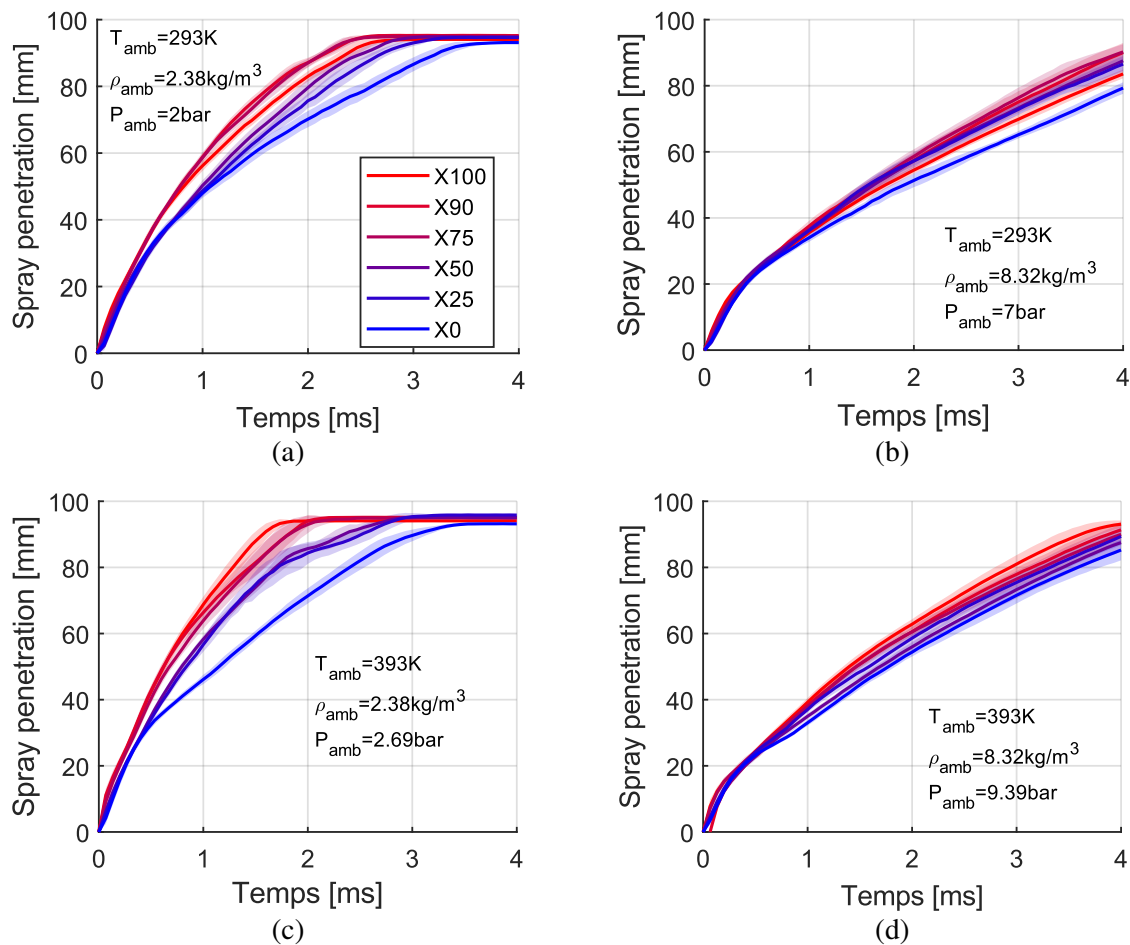 Spray penetration [mm]
100
80
60
40
20
0
T_amb=293K
ρ_amb=2.38kg/m^3
P_amb=2bar
X100
X90
X75
X50
X25
X0
0 1 2 3 4
Temps [ms]
(a)
Spray penetration [mm]
100
80
60
40
20
0
T_amb=293K
ρ_amb=8.32kg/m^3
P_amb=7bar
0 1 2 3 4
Temps [ms]
(b)
Spray penetration [mm]
100
80
60
40
20
0
T_amb=393K
ρ_amb=2.38kg/m^3
P_amb=2.69bar
0 1 2 3 4
Temps [ms]
(c)
Spray penetration [mm]
100
80
60
40
20
0
T_amb=393K
ρ_amb=8.32kg/m^3
P_amb=9.39bar
0 1 2 3 4
Temps [ms]
(d)